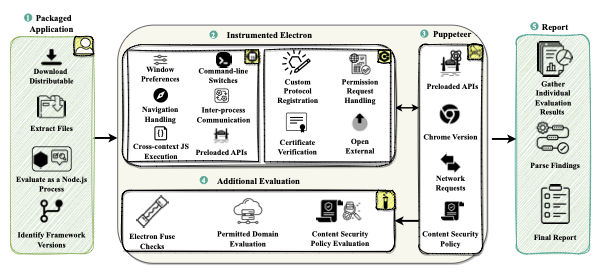 1 Packaged
Application
Download
Distributable
Extract Files
Evaluate as a Node.js
Process
Identify Framework
Versions
2 Instrumented Electron
Window
Preferences
Command-line
Switches
Navigation
Handling
Inter-process
Communication
Cross-context JS
Execution
Preloaded APIs
Custom
Protocol
Registration
Permission
Request
Handling
Certificate
Verification
Open
External
3 Puppeteer
Preloaded APIs
Chrome Version
Network
Requests
Content Security
Policy
4 Additional Evaluation
Electron Fuse
Checks
Permitted Domain
Evaluation
Content Security
Policy Evaluation
5 Report
Gather
Individual
Evaluation
Results
Parse Findings
Final Report